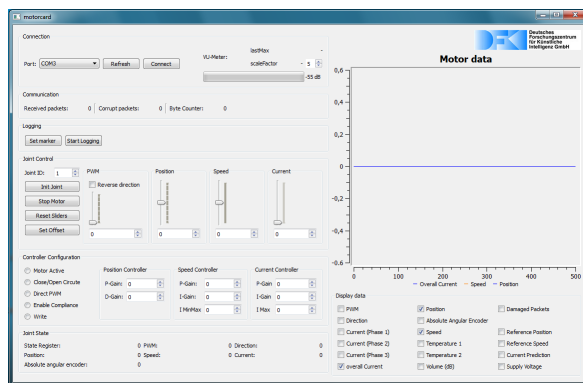 motorcard
Connection
Port: COM3 Refresh Connect
VU-Meter:
lastMax -
scaleFactor - 5
-55 dB
Communication
Received packets: 0 Corrupt packets: 0 Byte Counter: 0
Logging
Set marker Start Logging
Joint Control
Joint ID: 1
Init Joint
Stop Motor
Reset Sliders
Set Offset
PWM
Reverse direction
0
Position
0
Speed
0
Current
0
Controller Configuration
Motor Active
Close/Open Circute
Direct PWM
Enable Compliance
Write
Position Controller
P-Gain: 0
D-Gain: 0
Speed Controller
P-Gain: 0
I-Gain: 0
I MinMax 0
Current Controller
P-Gain 0
I-Gain 0
I Max 0
Joint State
State Register: 0 PWM: 0 Direction: 0
Position: 0 Speed: 0 Current: 0
Absolute angular encoder: 0
Deutsches
Forschungszentrum
für Künstliche
Intelligenz GmbH
Motor data
0,6
0,4
0,2
0
-0,2
-0,4
-0.6
0 100 200 300 400 500
Overall Current Speed Position
Display data
PWM Position Damaged Packets
Direction Absolute Angular Encoder
Current (Phase 1) Speed Reference Position
Current (Phase 2) Temperature 1 Reference Speed
Current (Phase 3) Temperature 2 Current Prediction
overall Current Volume (dB) Supply Voltage